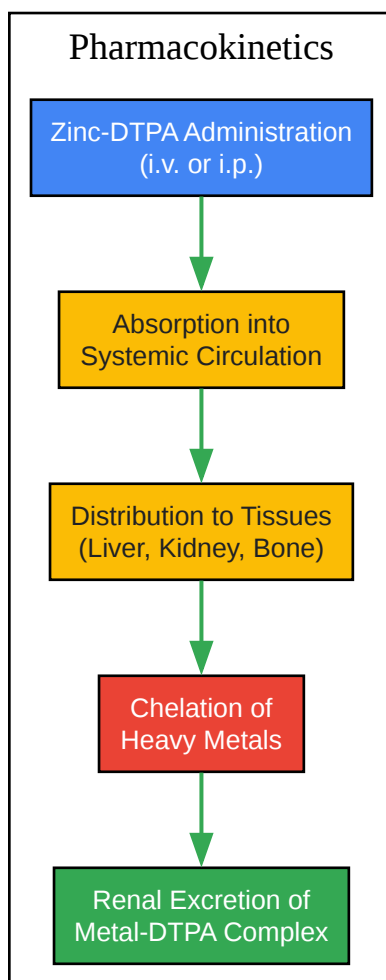 Pharmacokinetics
Zinc-DTPA Administration
(i.v. or i.p.)
Absorption into
Systemic Circulation
Distribution to Tissues
(Liver, Kidney, Bone)
Chelation of
Heavy Metals
Renal Excretion of
Metal-DTPA Complex